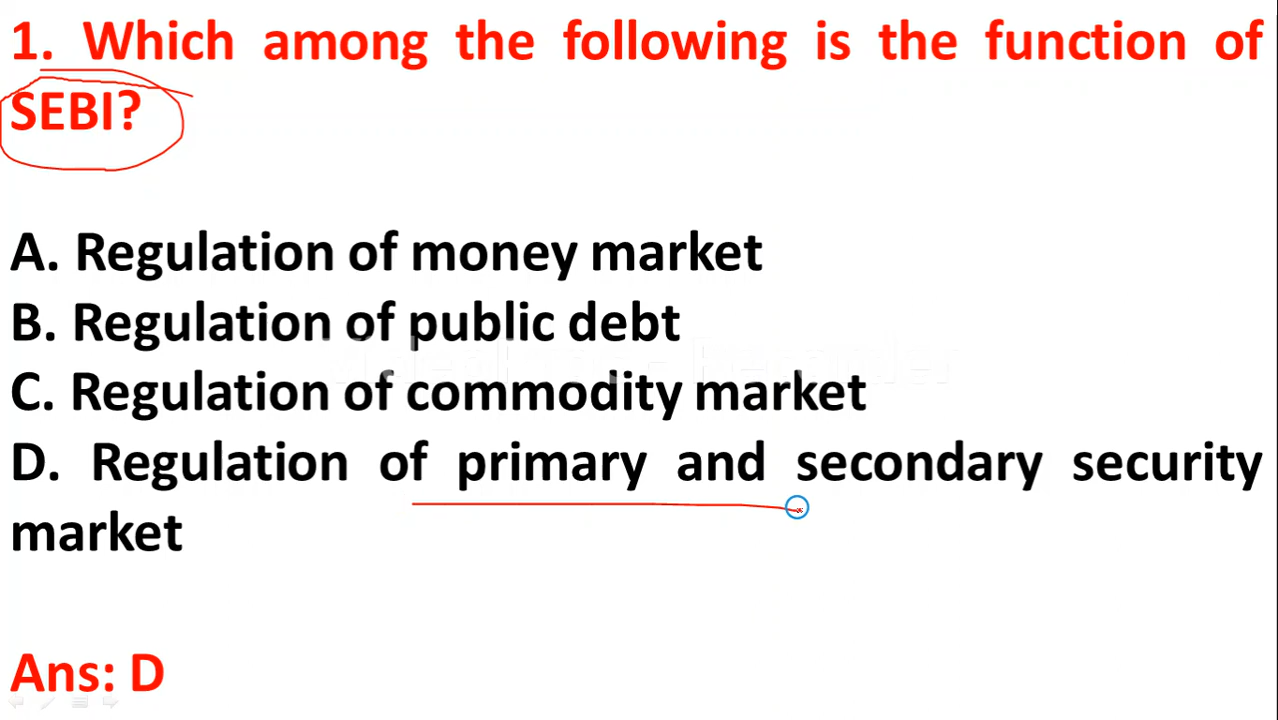 1. Which among the following is the function of
SEBI?
A. Regulation of money market
B. Regulation of public debt
C. Regulation of commodity market
D. Regulation of primary and secondary security
market
Ans: D